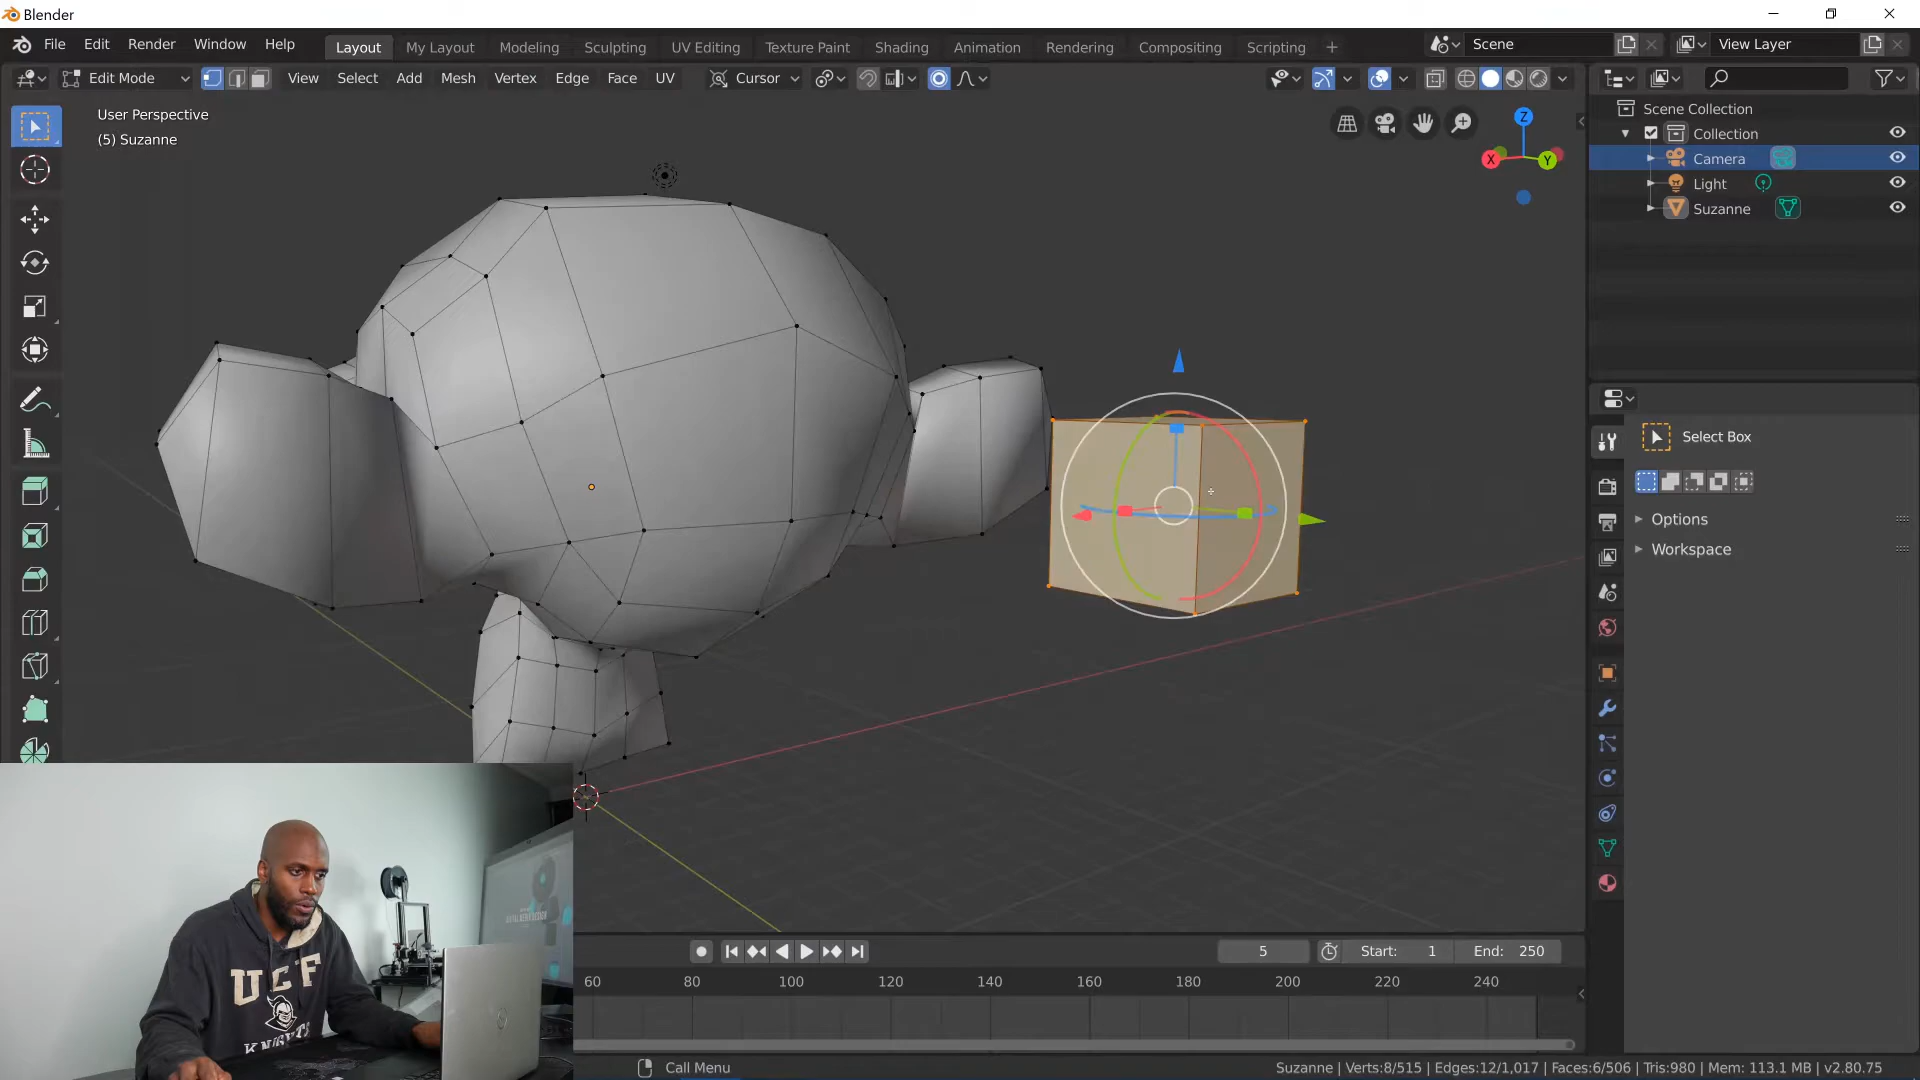 Blender
File Edit Render Window Help Layout My Layout Modeling Sculpting UV Editing Texture Paint Shading Animation Rendering Compositing Scripting + Scene View Layer
Edit Mode View Select Add Mesh Vertex Edge Face UV Cursor
User Perspective
(5) Suzanne
Z
X
Y
Scene Collection
Collection
Camera
Light
Suzanne
Select Box
Options
Workspace
5 Start: 1 End: 250
60 80 100 120 140 160 180 200 220 240
UCF
KNIGHTS
Call Menu
Suzanne | Verts:8/515 | Edges:12/1,017 | Faces:6/506 | Tris:980 | Mem: 113.1 MB | v2.80.75